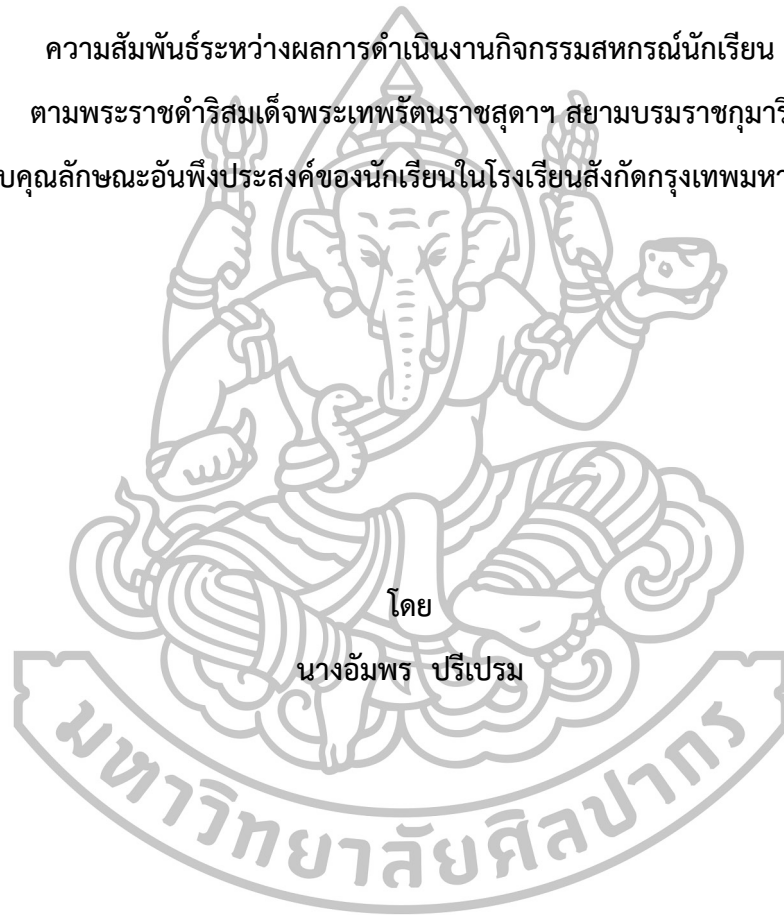 ความสัมพันธ์ระหว่างผลการดำเนินงานกิจกรรมสหกรณ์นักเรียน
ตามพระราชดำริสมเด็จพระเทพรัตนราชสุดาฯ สยามบรมราชกุมารี
คุณลักษณะอันพึงประสงค์ของนักเรียนในโรงเรียนสังกัดกรุงเทพมหา
โดย
นางอัมพร ปรีเปรม
มหาวิทยาลัยศิลปากร